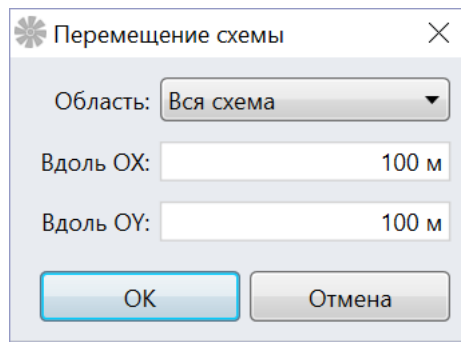 Перемещение схемы
Область: Вся схема
Вдоль OX: 100 м
Вдоль OY: 100 м
OK Отмена